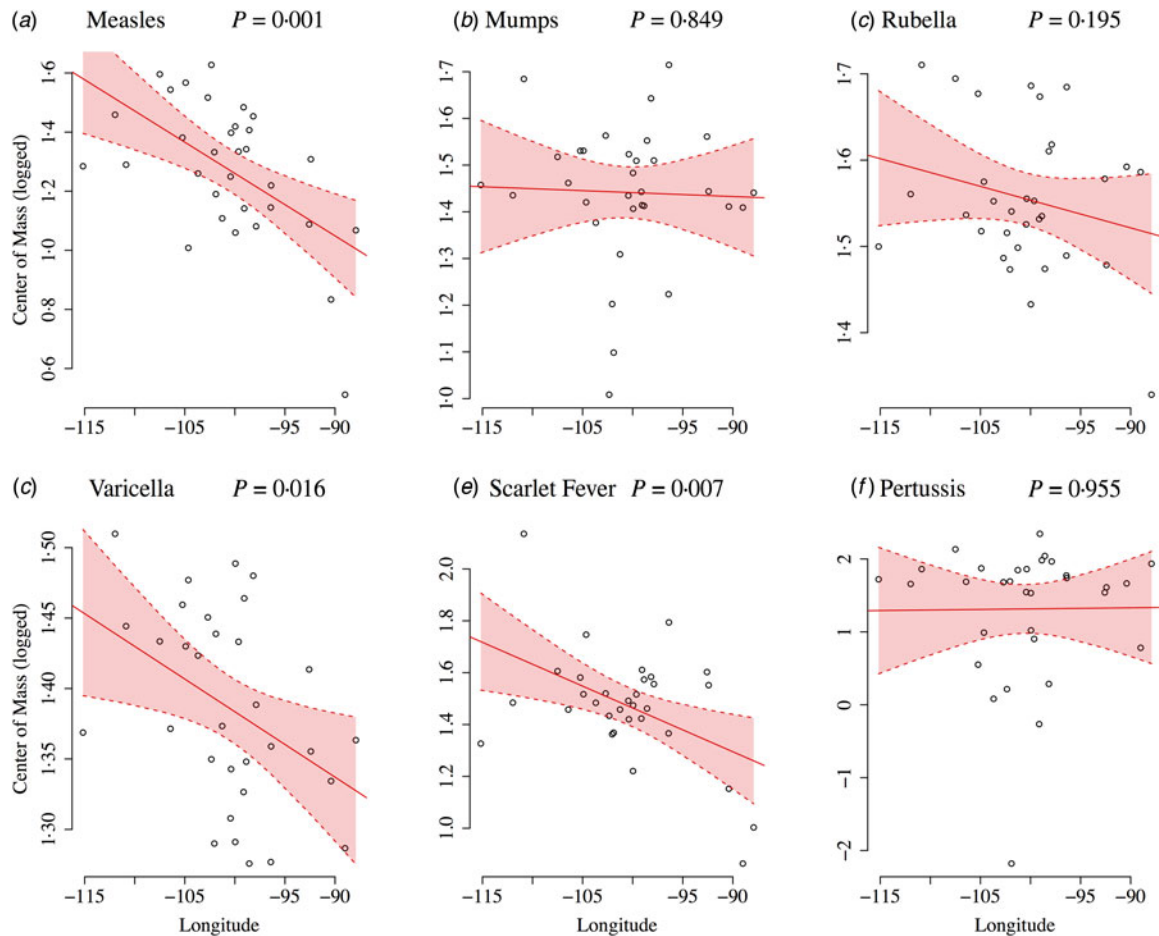 (a) Measles P = 0·001
(b) Mumps P = 0·849
(c) Rubella P = 0·195
Center of Mass (logged)
1·6
1·4
1·2
1·0
0·8
0·6
−115 −105 −95 −90
1·7
1·6
1·5
1·4
1·3
1·2
1·1
1·0
−115 −105 −95 −90
1·7
1·6
1·5
1·4
−115 −105 −95 −90
(c) Varicella P = 0·016
(e) Scarlet Fever P = 0·007
(f) Pertussis P = 0·955
Center of Mass (logged)
1·50
1·45
1·40
1·35
1·30
−115 −105 −95 −90
Longitude
2·0
1·8
1·6
1·4
1·2
1·0
−115 −105 −95 −90
Longitude
2
1
0
−1
−2
−115 −105 −95 −90
Longitude